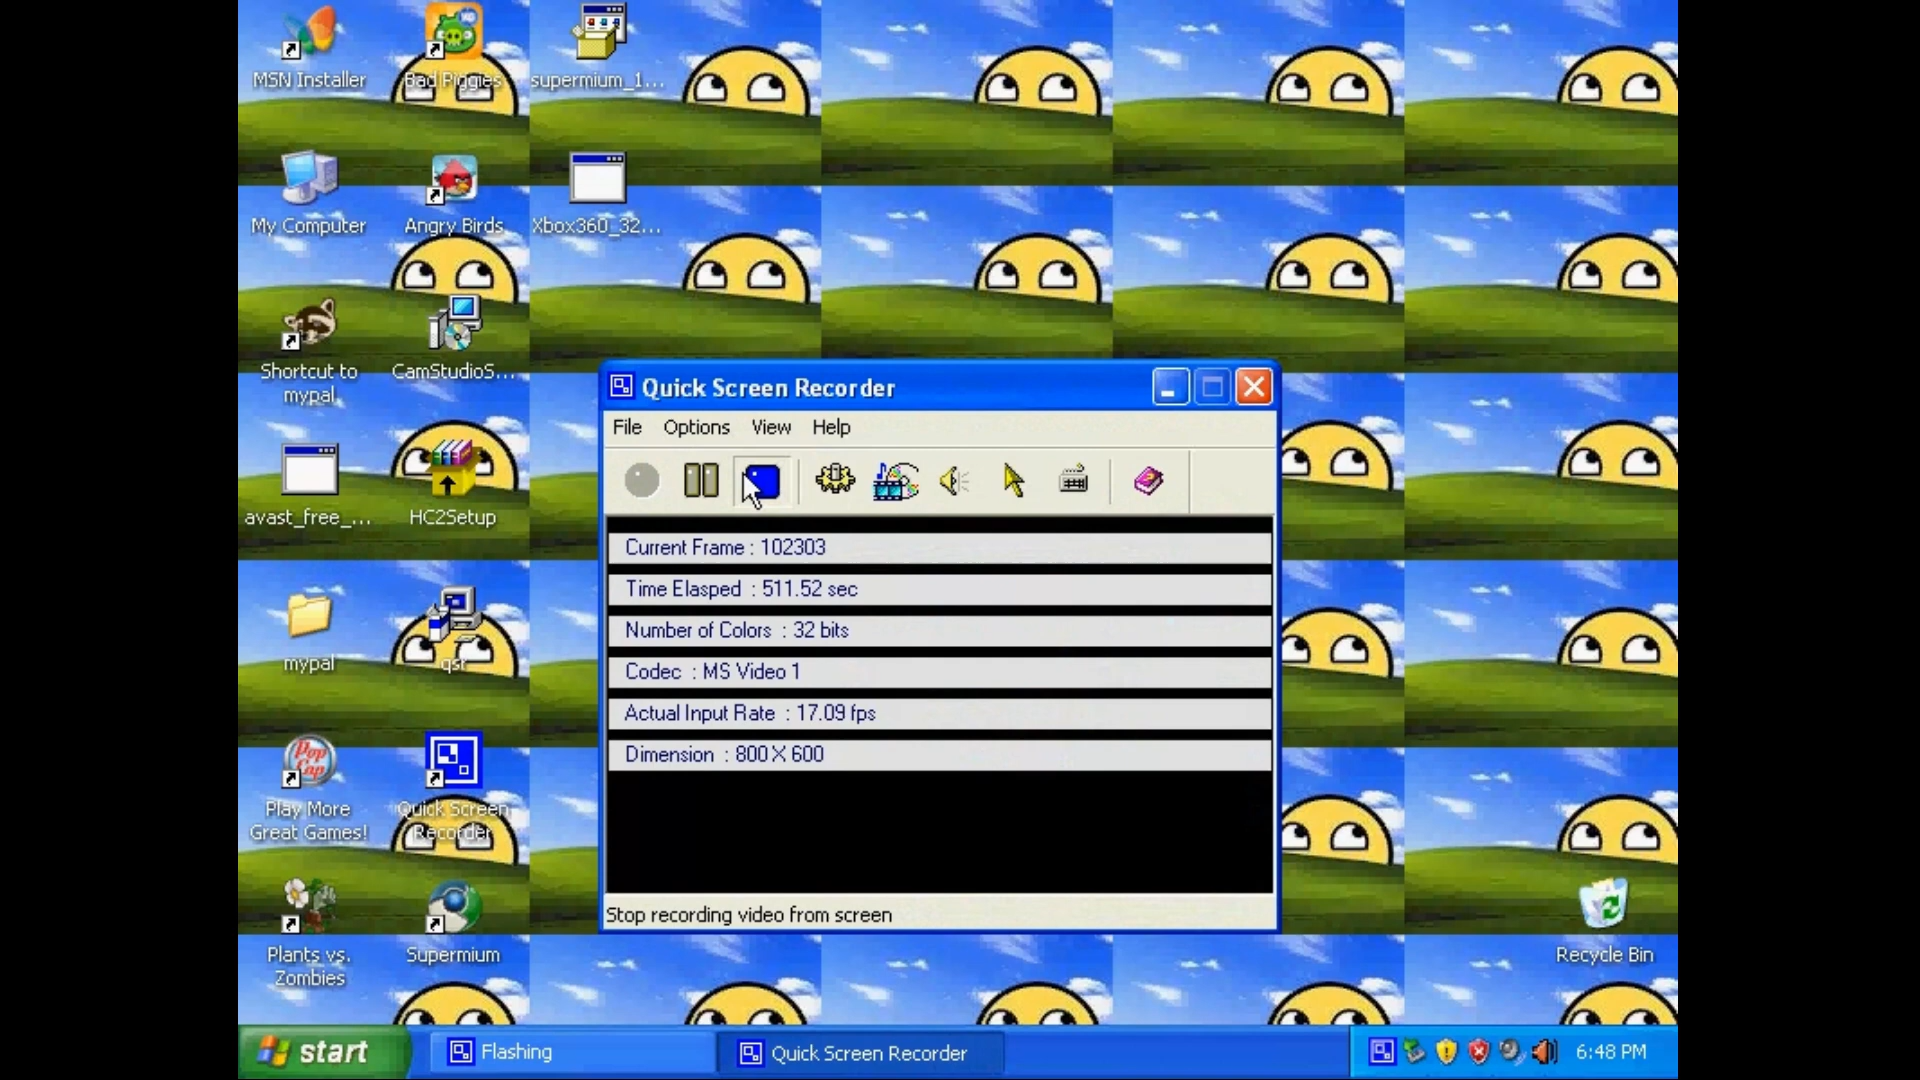 MSN Installer
Bad Piggies
supermium_1...
My Computer
Angry Birds
Xbox360_32...
Shortcut to
mypal
CamStudioS...
avast_free_...
HC2Setup
mypal
qsr
Pop
Cap
Play More
Great Games!
Quick Screen
Recorder
Plants vs.
Zombies
Supermium
Recycle Bin
Quick Screen Recorder
File Options View Help
Current Frame : 102303
Time Elasped : 511.52 sec
Number of Colors : 32 bits
Codec : MS Video 1
Actual Input Rate : 17.09 fps
Dimension : 800 X 600
Stop recording video from screen
start
Flashing
Quick Screen Recorder
6:48 PM